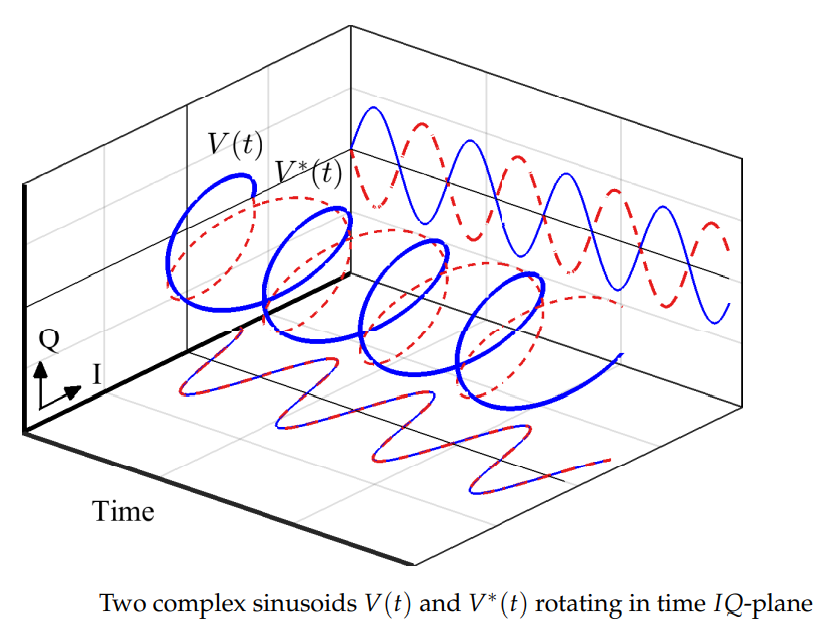 V(t)
V*(t)
Q
I
Time
Two complex sinusoids V(t) and V*(t) rotating in time IQ-plane